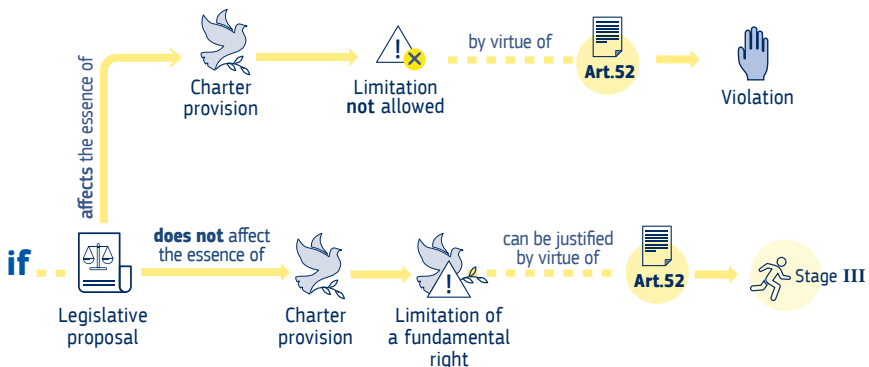 affects the essence of
Charter
provision
Limitation
not allowed
by virtue of
Art.52
Violation
if
Legislative
proposal
does not affect
the essence of
Charter
provision
Limitation of
a fundamental
right
can be justified
by virtue of
Art.52
Stage III